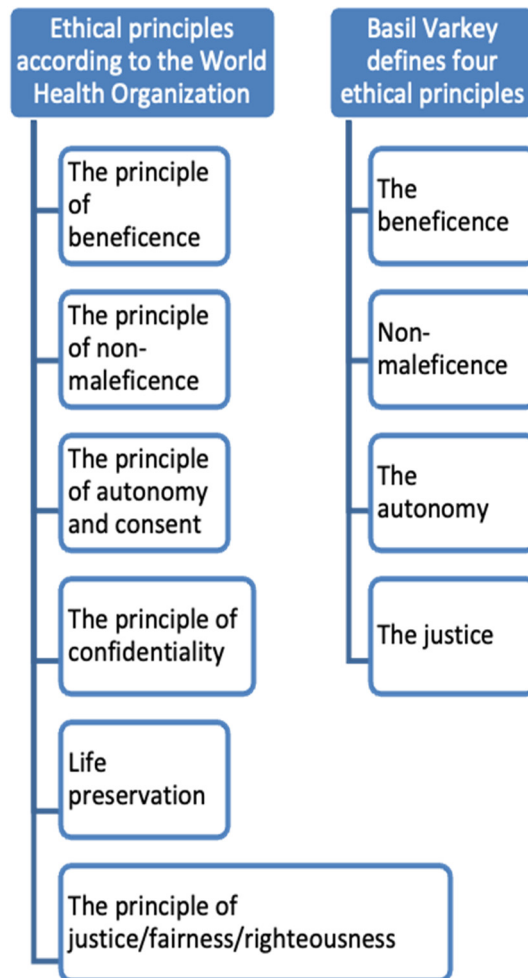 Ethical principles
according to the World
Health Organization
The principle
of
beneficence
The principle
of non-
maleficence
The principle
of autonomy
and consent
The principle of
confidentiality
Life
preservation
The principle of
justice/fairness/righteousness
Basil Varkey
defines four
ethical principles
The
beneficence
Non-
maleficence
The
autonomy
The justice